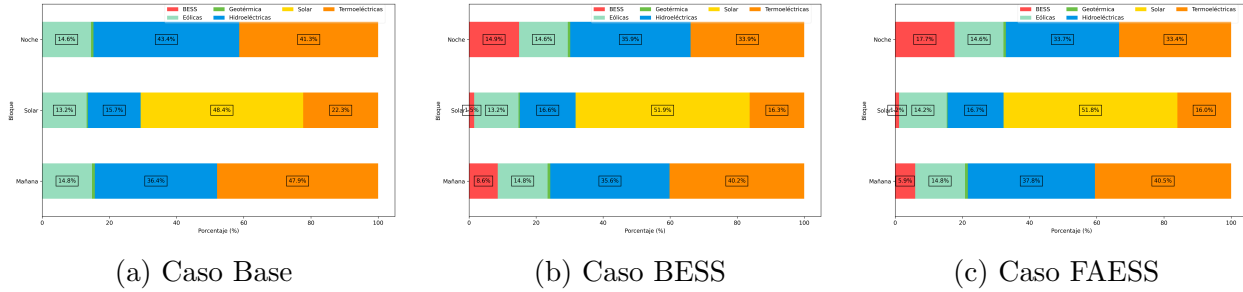 BESS Geotérmica Solar Termoeléctricas
Eólicas Hidroeléctricas
Noche 14.6% 43.4% 41.3%
Solar 13.2% 15.7% 48.4% 22.3%
Mañana 14.8% 36.4% 47.9%
Bloque
0 20 40 60 80 100
Porcentaje (%)
(a) Caso Base
BESS Geotérmica Solar Termoeléctricas
Eólicas Hidroeléctricas
Noche 14.9% 14.6% 35.9% 33.9%
Solar 1.5% 13.2% 16.6% 51.9% 16.3%
Mañana 8.6% 14.8% 35.6% 40.2%
Bloque
0 20 40 60 80 100
Porcentaje (%)
(b) Caso BESS
BESS Geotérmica Solar Termoeléctricas
Eólicas Hidroeléctricas
Noche 17.7% 14.6% 33.7% 33.4%
Solar 1.2% 14.2% 16.7% 51.8% 16.0%
Mañana 5.9% 14.8% 37.8% 40.5%
Bloque
0 20 40 60 80 100
Porcentaje (%)
(c) Caso FAESS